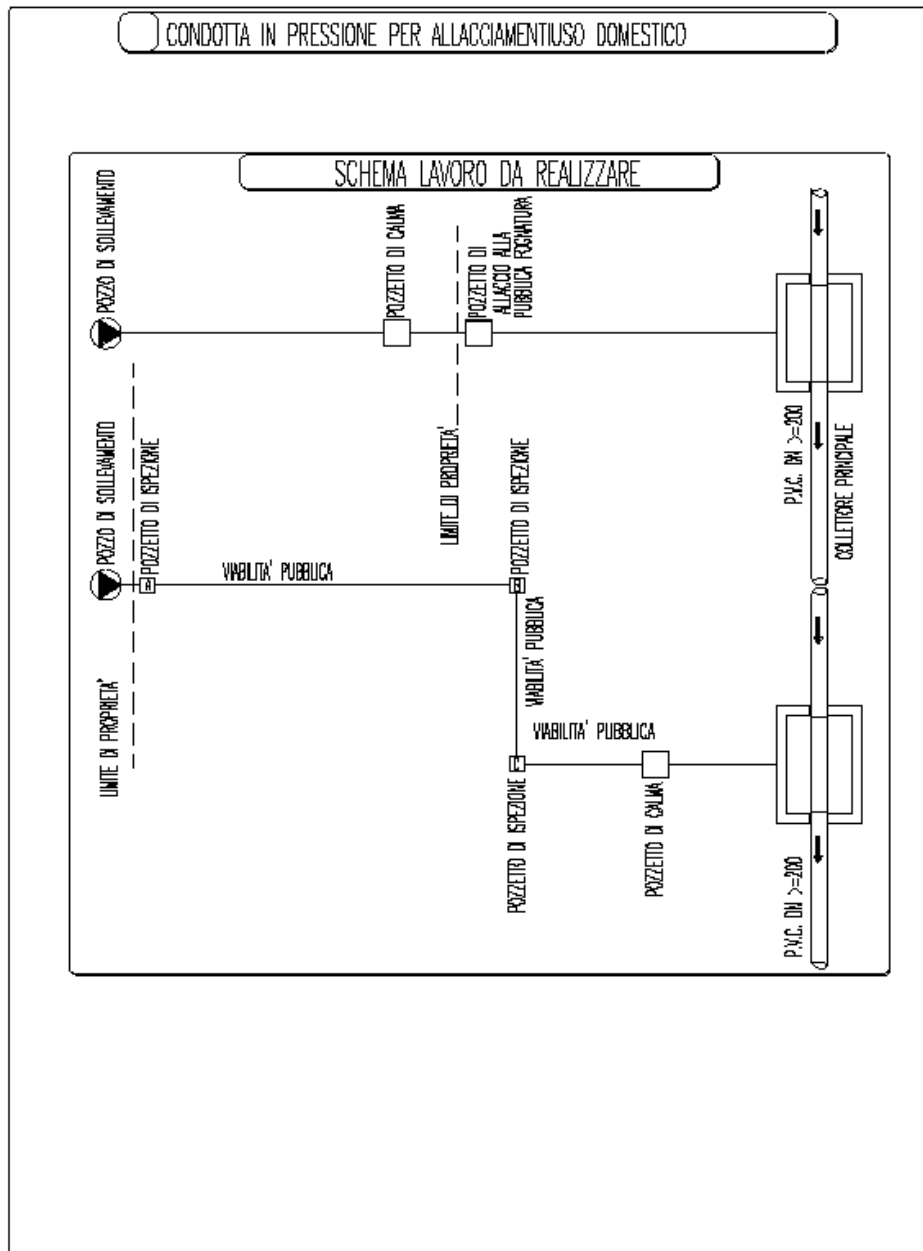 CONDOTTA IN PRESSIONE PER ALLACCIAMENTIUSO DOMESTICO
SCHEMA LAVORO DA REALIZZARE
POZZO DI SOLLEVAMENTO
POZZETTO DI CALMA
LIMITE DI PROPRIETA'
POZZETTO DI
ALLACCIO ALLA
PUBBLICA FOGNATURA
P.V.C. DN >=200
COLLETTORE PRINCIPALE
POZZO DI SOLLEVAMENTO
LIMITE DI PROPRIETA'
A
POZZETTO DI ISPEZIONE
VIABILITA' PUBBLICA
B
POZZETTO DI ISPEZIONE
VIABILITA' PUBBLICA
POZZETTO DI ISPEZIONE
VIABILITA' PUBBLICA
POZZETTO DI CALMA
P.V.C. DN >=200